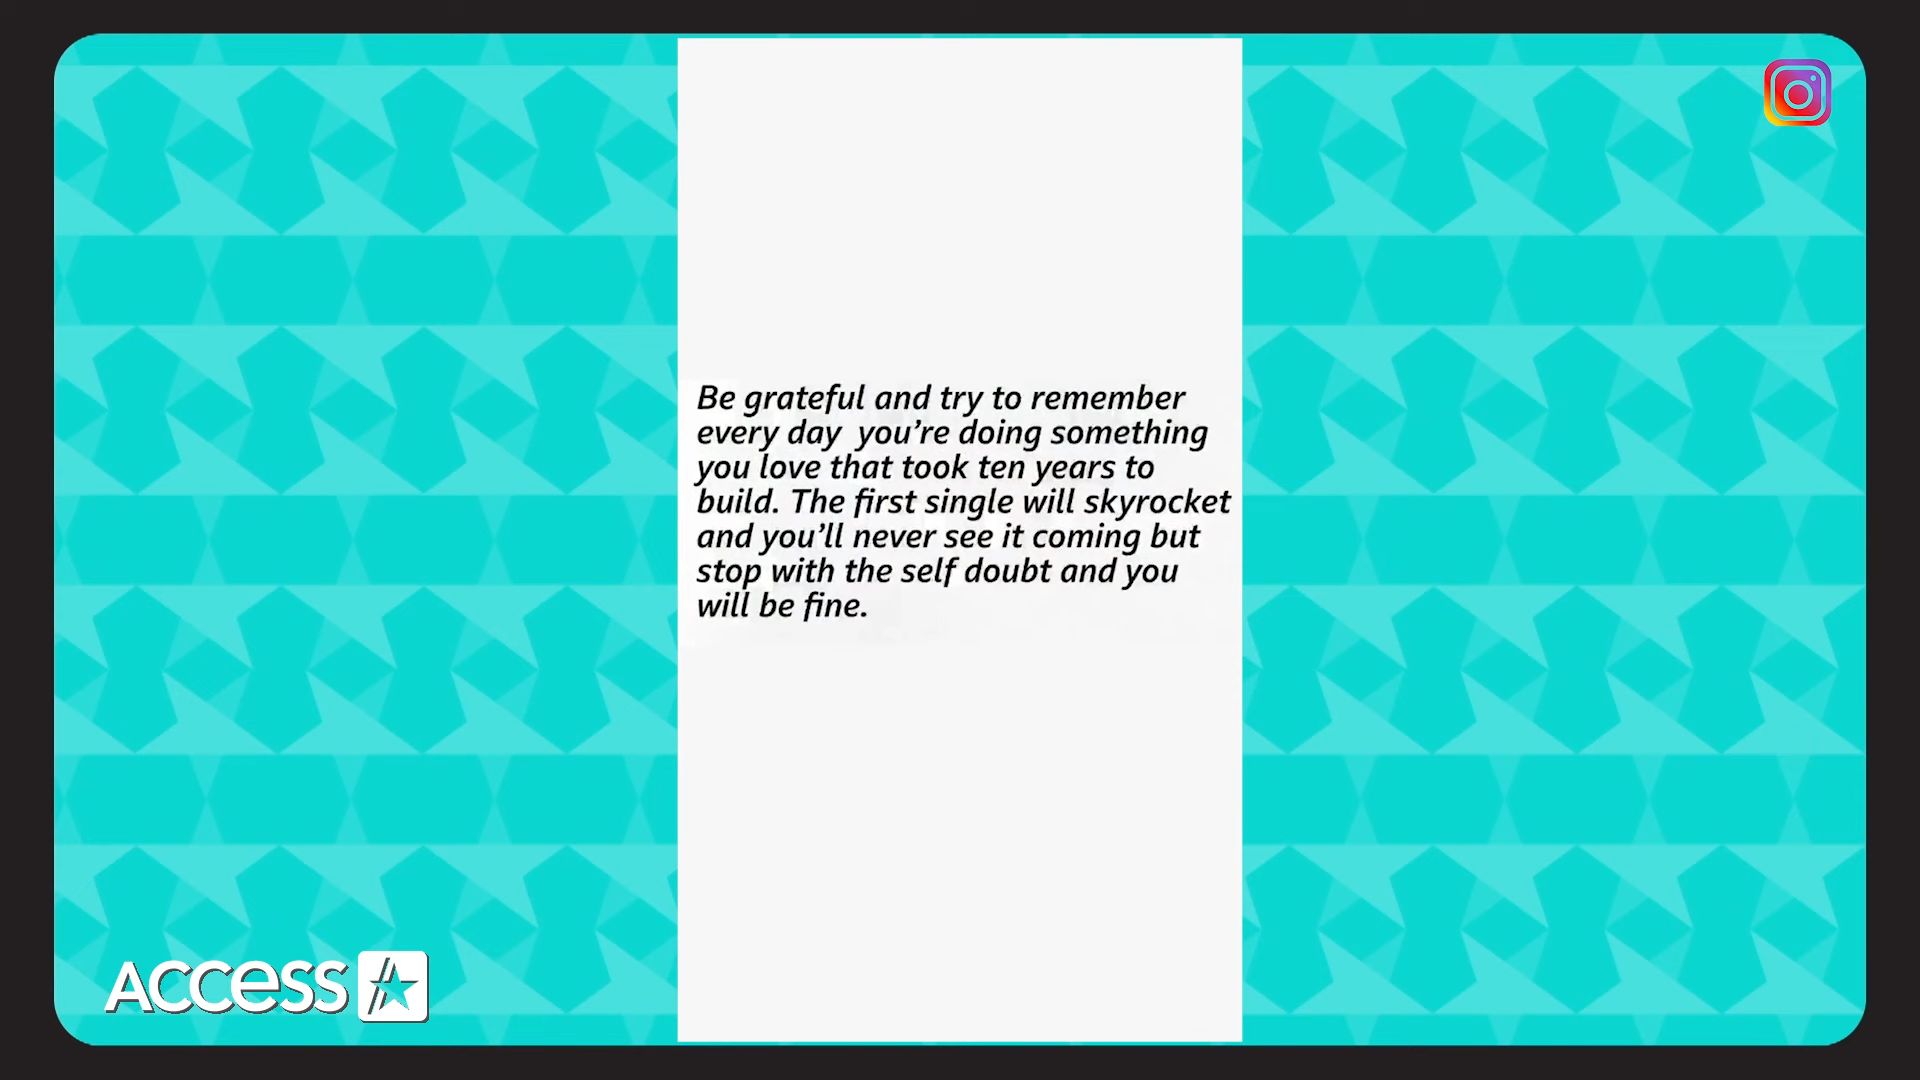 Be grateful and try to remember
every day  you’re doing something
you love that took ten years to
build. The first single will skyrocket
and you’ll never see it coming but
stop with the self doubt and you
will be fine.
ACCESS